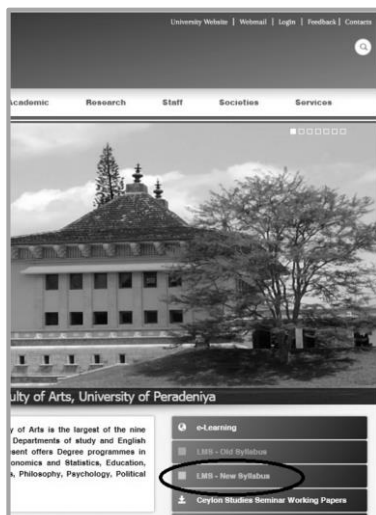 University Website | Webmail | Login | Feedback | Contacts
Academic Research Staff Societies Services
culty of Arts, University of Peradeniya
y of Arts is the largest of the nine
Departments of study and English
esent offers Degree programmes in
onomics and Statistics, Education,
s, Philosophy, Psychology, Political
e-Learning
LMS - Old Syllabus
LMS - New Syllabus
Ceylon Studies Seminar Working Papers